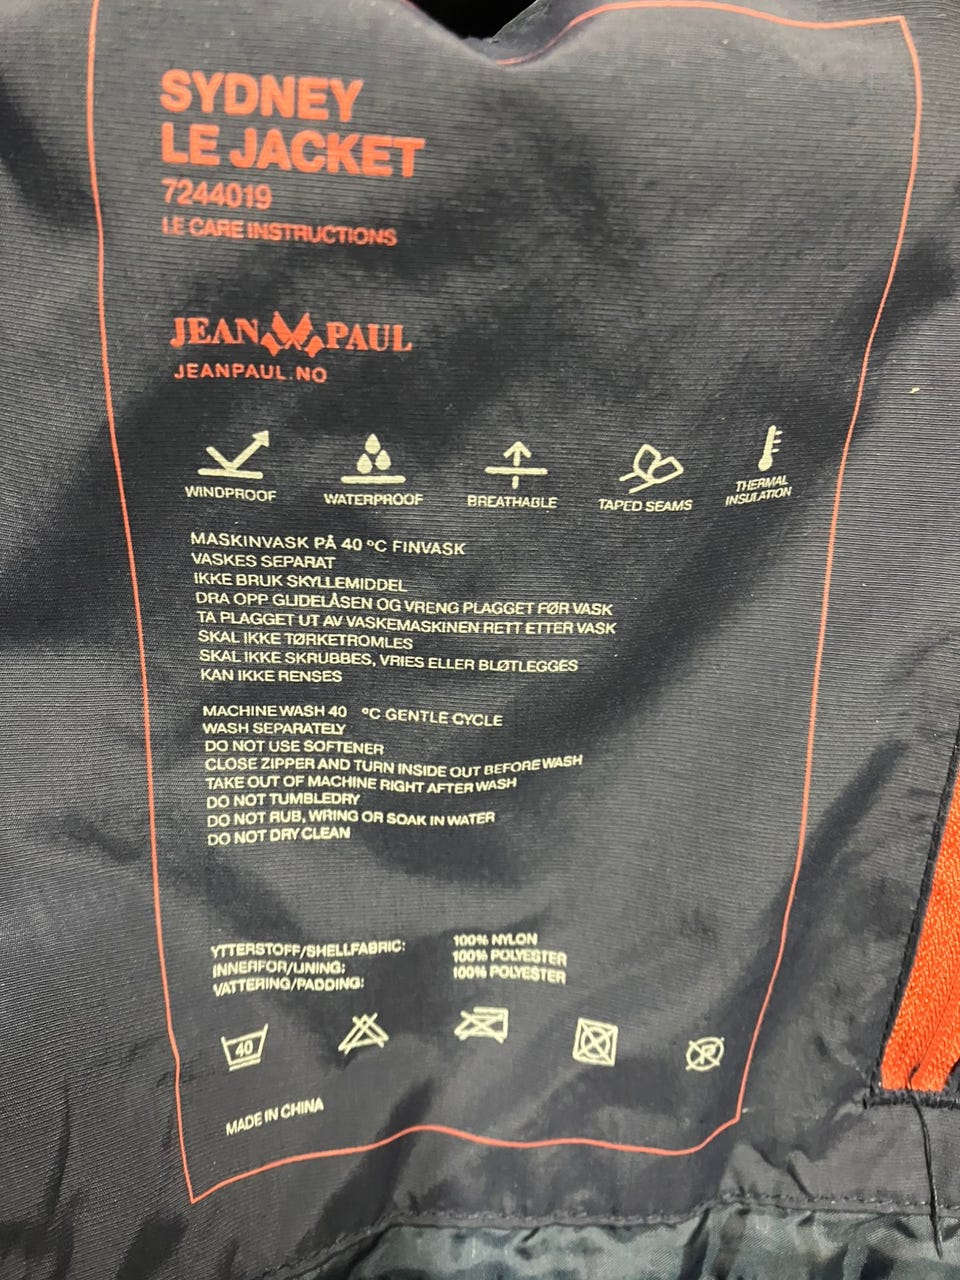 SYDNEY
LE JACKET
7244019
LE CARE INSTRUCTIONS
JEAN PAUL
JEANPAUL.NO
WINDPROOF
WATERPROOF
BREATHABLE
TAPED SEAMS
THERMAL
INSULATION
MASKINVASK PÅ 40 °C FINVASK
VASKES SEPARAT
IKKE BRUK SKYLLEMIDDEL
DRA OPP GLIDELÅSEN OG VRENG PLAGGET FØR VASK
TA PLAGGET UT AV VASKEMASKINEN RETT ETTER VASK
SKAL IKKE TØRKETROMLES
SKAL IKKE SKRUBBES, VRIES ELLER BLØTLEGGES
KAN IKKE RENSES
MACHINE WASH 40 °C GENTLE CYCLE
WASH SEPARATELY
DO NOT USE SOFTENER
CLOSE ZIPPER AND TURN INSIDE OUT BEFORE WASH
TAKE OUT OF MACHINE RIGHT AFTER WASH
DO NOT TUMBLEDRY
DO NOT RUB, WRING OR SOAK IN WATER
DO NOT DRY CLEAN
YTTERSTOFF/SHELLFABRIC: 100% NYLON
INNERFOR/LINING: 100% POLYESTER
VATTERING/PADDING: 100% POLYESTER
40
R
MADE IN CHINA